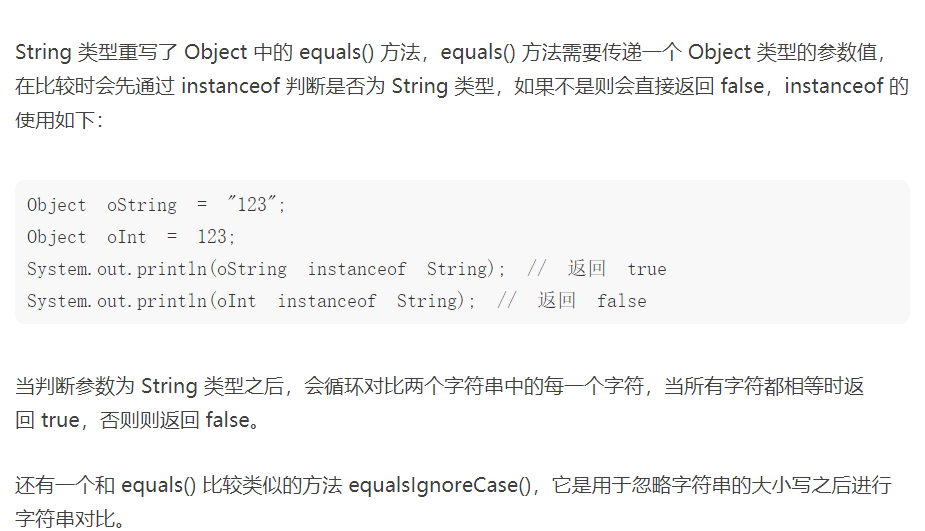 String 类型重写了 Object 中的 equals() 方法，equals() 方法需要传递一个 Object 类型的参数值，
在比较时会先通过 instanceof 判断是否为 String 类型，如果不是则会直接返回 false，instanceof 的
使用如下：
Object oString = "123";
Object oInt = 123;
System.out.println(oString instanceof String); // 返回 true
System.out.println(oInt instanceof String); // 返回 false
当判断参数为 String 类型之后，会循环对比两个字符串中的每一个字符，当所有字符都相等时返
回 true，否则则返回 false。
还有一个和 equals() 比较类似的方法 equalsIgnoreCase()，它是用于忽略字符串的大小写之后进行
字符串对比。